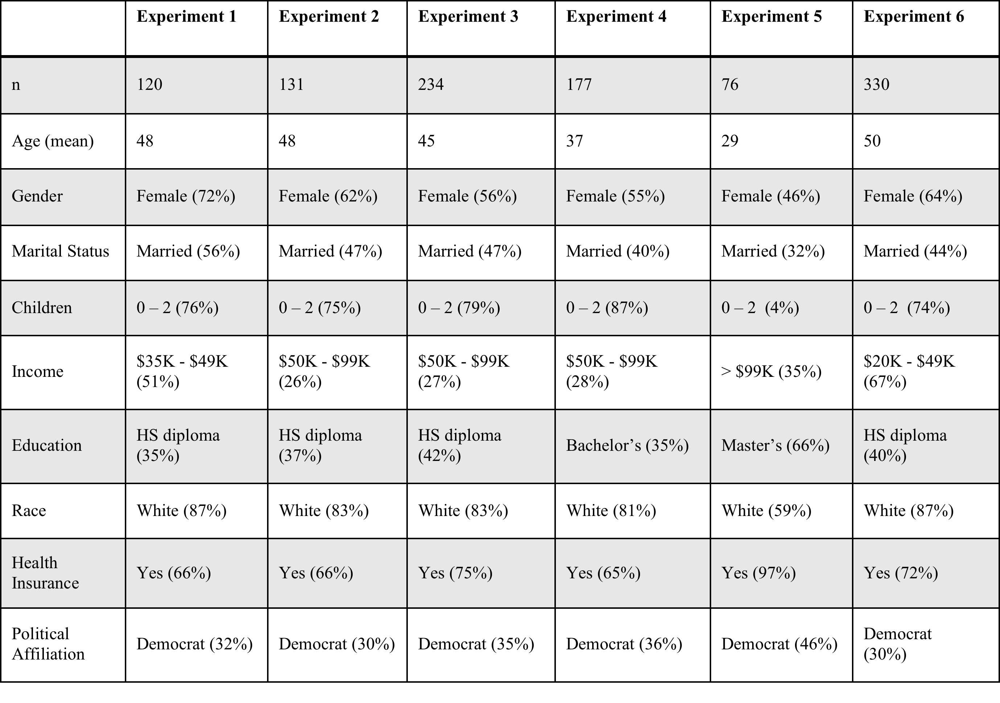 Experiment 1 Experiment 2 Experiment 3 Experiment 4 Experiment 5 Experiment 6
n 120 131 234 177 76 330
Age (mean) 48 48 45 37 29 50
Gender Female (72%) Female (62%) Female (56%) Female (55%) Female (46%) Female (64%)
Marital Status Married (56%) Married (47%) Married (47%) Married (40%) Married (32%) Married (44%)
Children 0 – 2 (76%) 0 – 2 (75%) 0 – 2 (79%) 0 – 2 (87%) 0 – 2 (4%) 0 – 2 (74%)
Income
$35K - $49K
(51%)
$50K - $99K
(26%)
$50K - $99K
(27%)
$50K - $99K
(28%)
> $99K (35%)
$20K - $49K
(67%)
Education
HS diploma
(35%)
HS diploma
(37%)
HS diploma
(42%)
Bachelor’s (35%)
Master’s (66%)
HS diploma
(40%)
Race White (87%) White (83%) White (83%) White (81%) White (59%) White (87%)
Health
Insurance
Yes (66%) Yes (66%) Yes (75%) Yes (65%) Yes (97%) Yes (72%)
Political
Affiliation
Democrat (32%) Democrat (30%) Democrat (35%) Democrat (36%) Democrat (46%)
Democrat
(30%)